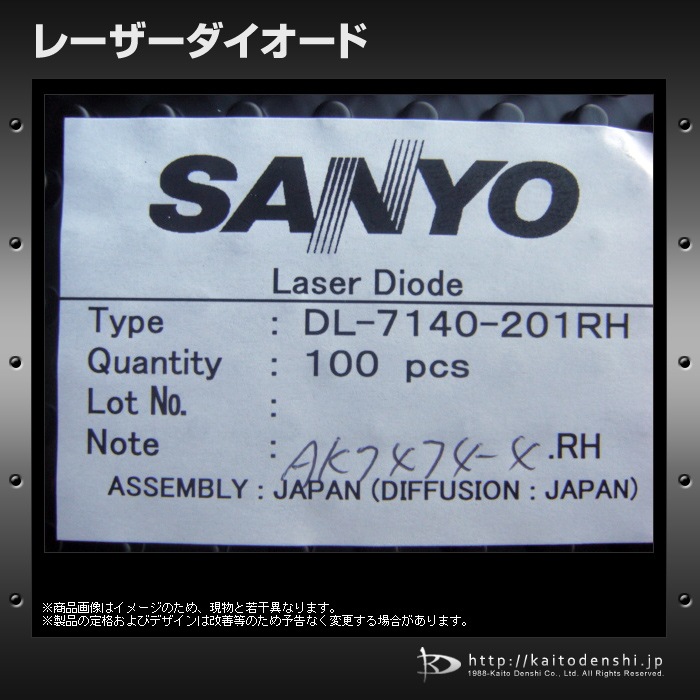 レーザーダイオード
SANYO
Laser Diode
Type : DL-7140-201RH
Quantity : 100 pcs
Lot No. :
Note : AK7474-4 .RH
ASSEMBLY : JAPAN (DIFFUSION : JAPAN)
※商品画像はイメージのため、現物と若干異なります。
※製品の定格およびデザインは改善等のため予告なく変更する場合があります。
http://kaitodenshi.jp
1988-Kaito Denshi Co., Ltd. All Rights Reserved.